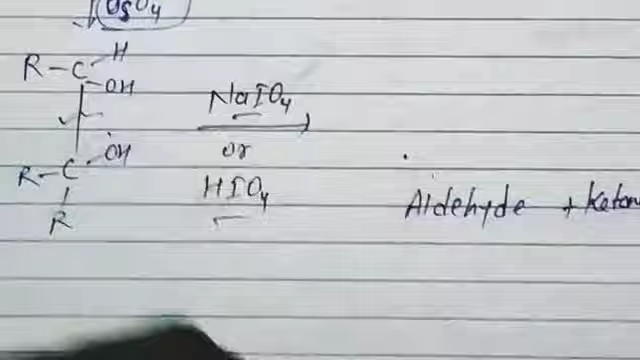 OsO4
R-C-H
-OH
NaIO4
or
R-C-OH
HIO4
R
Aldehyde + Keton